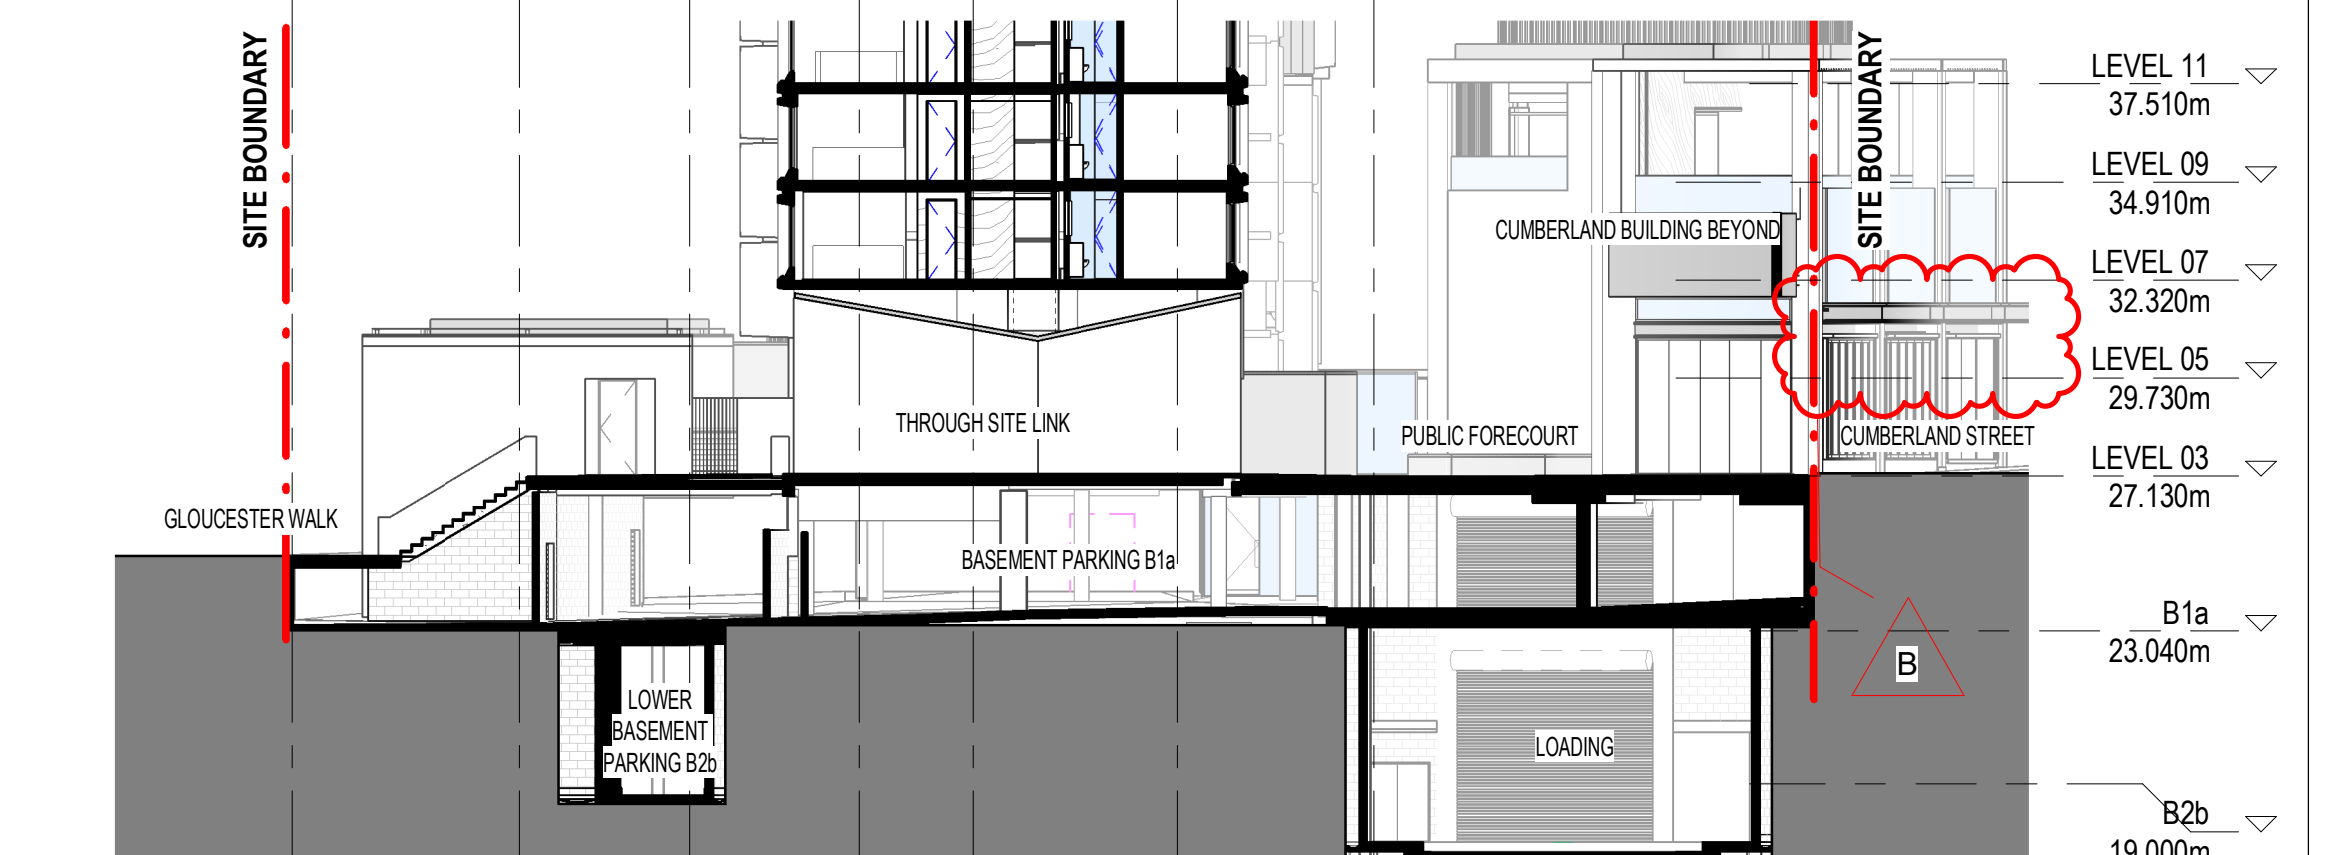 SITE BOUNDARY
SITE BOUNDARY
LEVEL 11
37.510m
LEVEL 09
34.910m
CUMBERLAND BUILDING BEYOND
LEVEL 07
32.320m
LEVEL 05
29.730m
THROUGH SITE LINK
PUBLIC FORECOURT
CUMBERLAND STREET
LEVEL 03
27.130m
GLOUCESTER WALK
BASEMENT PARKING B1a
B1a
23.040m
B
LOWER
BASEMENT
PARKING B2b
LOADING
B2b
19.000m